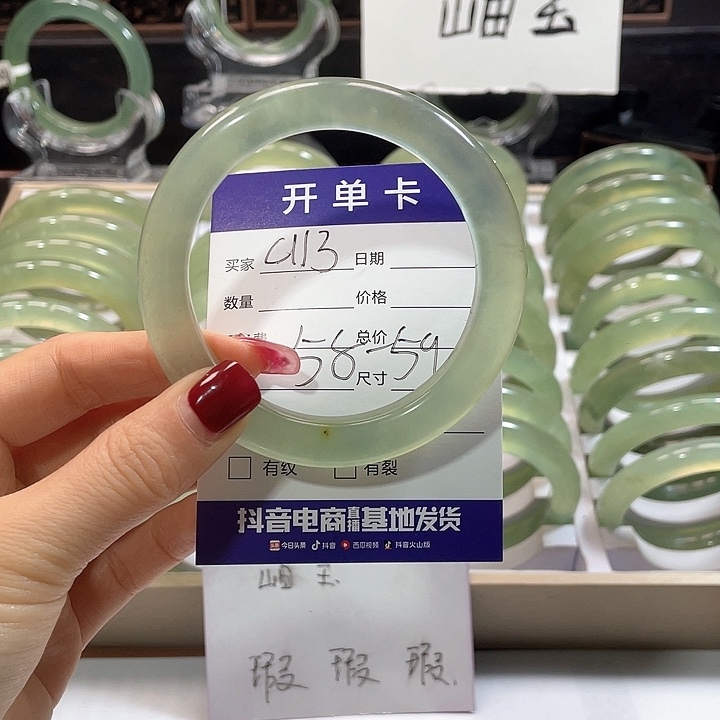 岫玉
开单卡
买家 C113 日期
数量 价格
总价
58-59 尺寸
有纹 有裂
抖音电商直播基地发货
今日头条 抖音 西瓜视频 抖音火山版
岫玉
瑕 瑕 瑕.